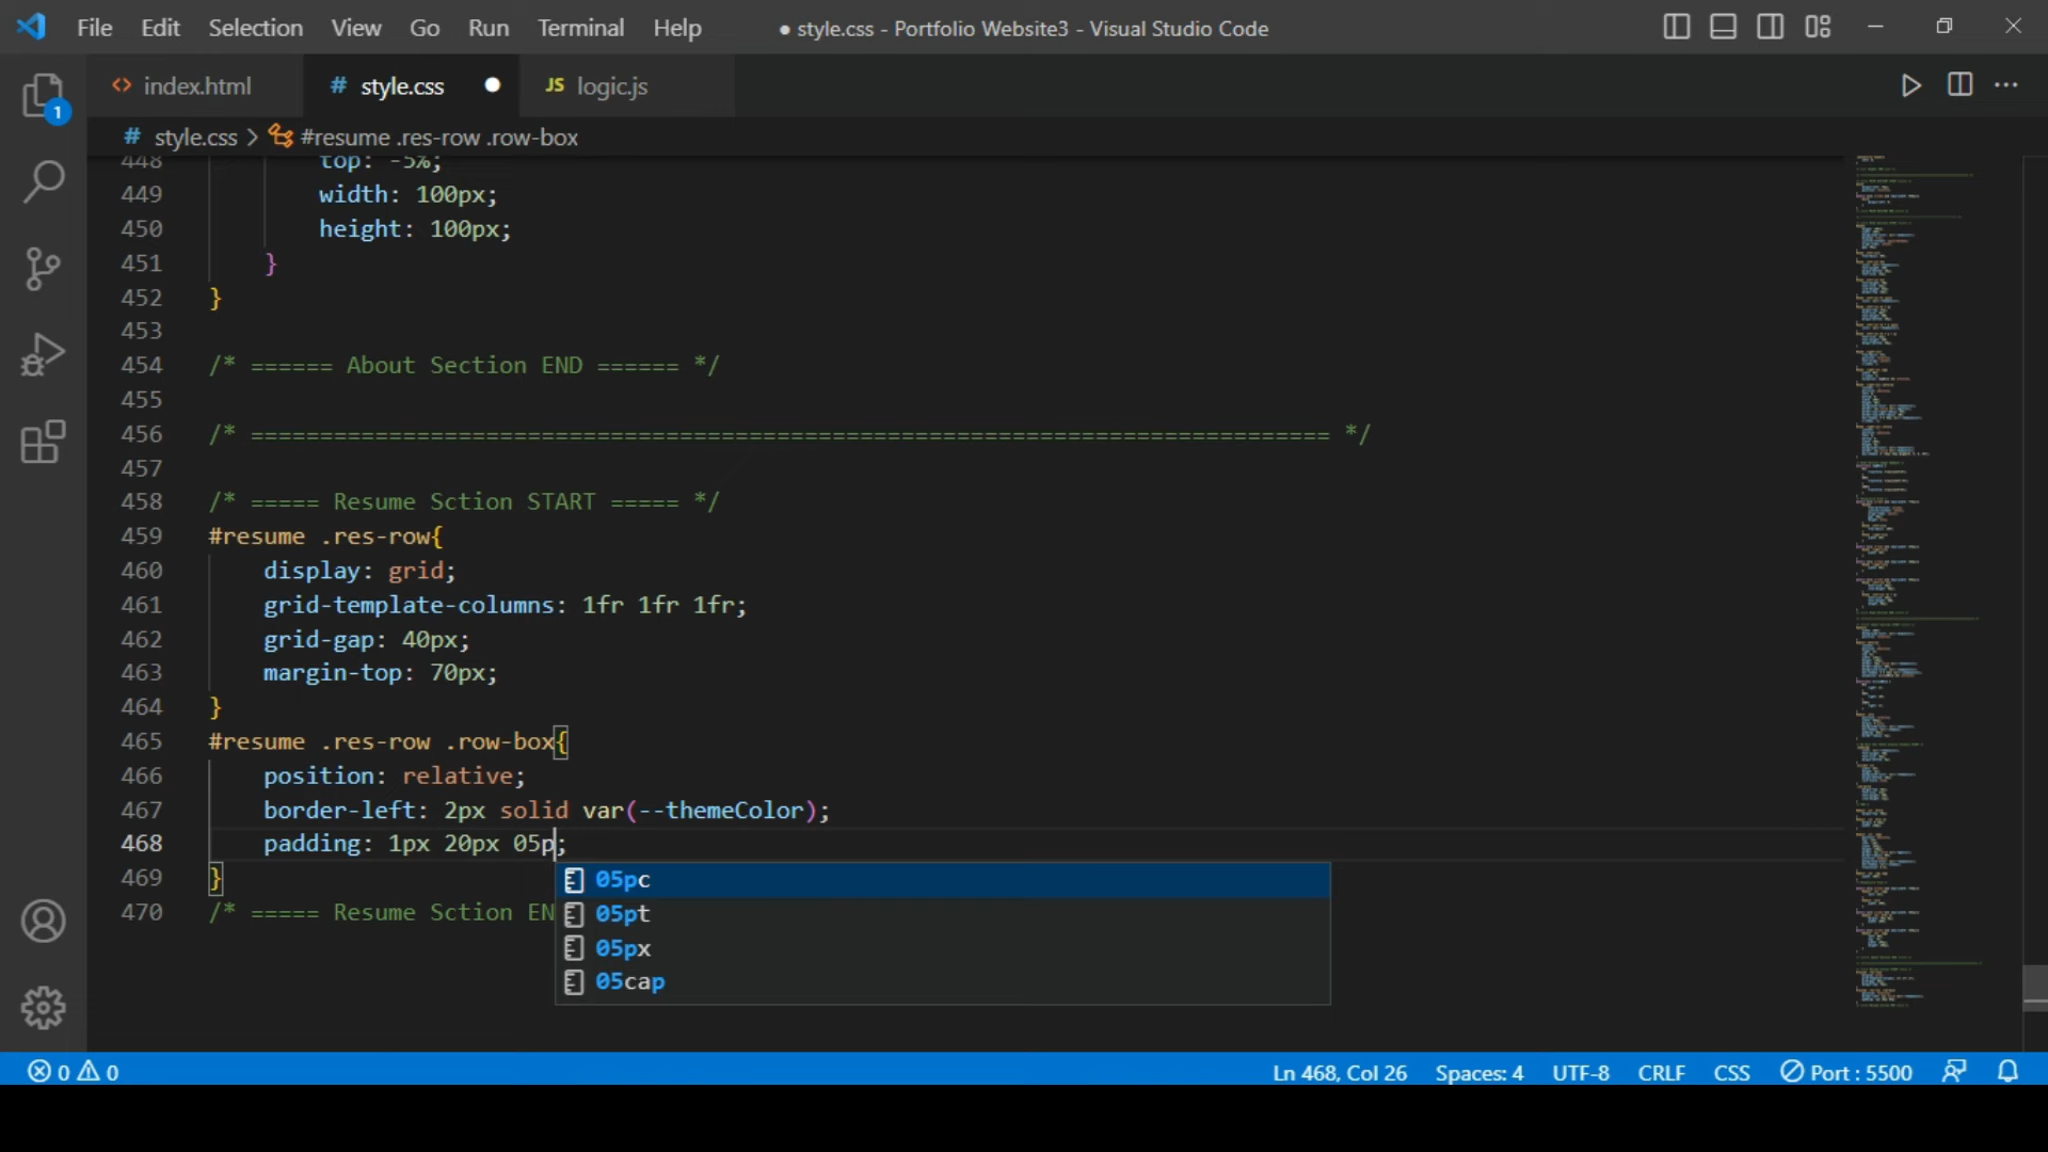 File Edit Selection View Go Run Terminal Help
● style.css - Portfolio Website3 - Visual Studio Code
1
<> index.html
# style.css ●
JS logic.js
# style.css > #resume .res-row .row-box
448 top: -5%;
449 width: 100px;
450 height: 100px;
451 }
452 }
453
454 /* ====== About Section END ====== */
455
456 /* ============================================================================== */
457
458 /* ===== Resume Sction START ===== */
459 #resume .res-row{
460 display: grid;
461 grid-template-columns: 1fr 1fr 1fr;
462 grid-gap: 40px;
463 margin-top: 70px;
464 }
465 #resume .res-row .row-box{
466 position: relative;
467 border-left: 2px solid var(--themeColor);
468 padding: 1px 20px 05p;
469 }
470 /* ===== Resume Sction EN
05pc
05pt
05px
05cap
0 0
Ln 468, Col 26
Spaces: 4
UTF-8
CRLF
CSS
Port : 5500